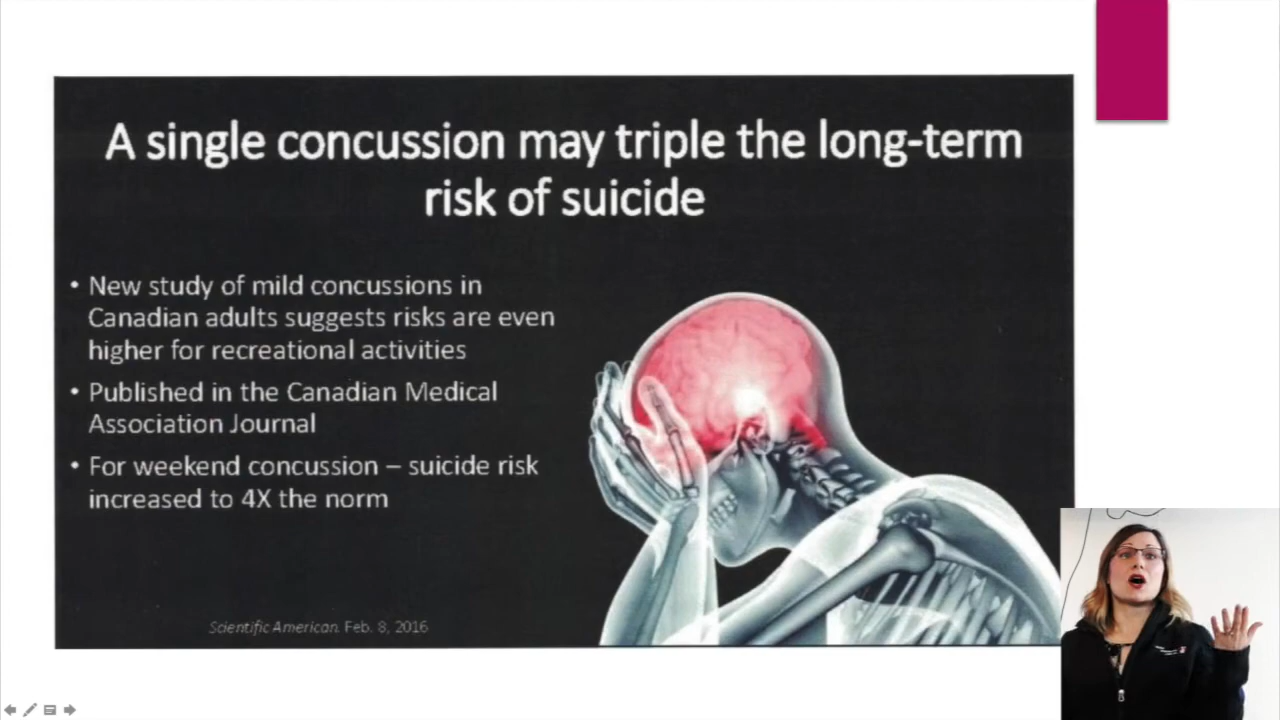 A single concussion may triple the long-term
risk of suicide
• New study of mild concussions in
Canadian adults suggests risks are even
higher for recreational activities
• Published in the Canadian Medical
Association Journal
• For weekend concussion – suicide risk
increased to 4X the norm
Scientific American. Feb. 8, 2016